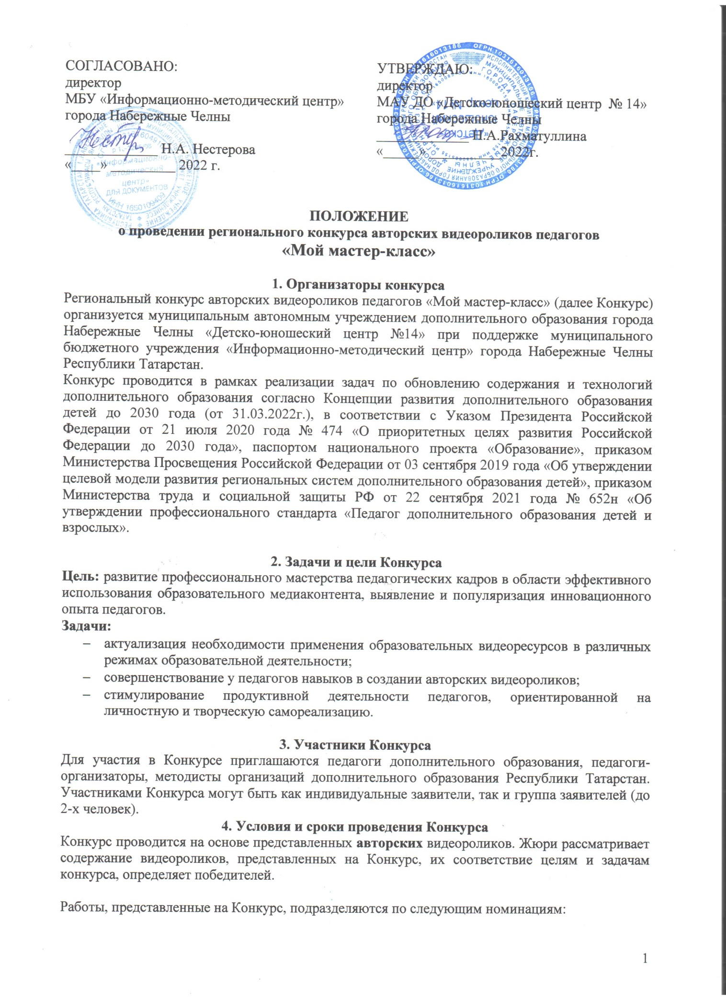 СОГЛАСОВАНО:
директор
МБУ «Информационно-методический центр»
города Набережные Челны
______________ Н.А. Нестерова
«____» __________ 2022 г.
УТВЕРЖДАЮ:
директор
МАУ ДО «Детско-юношеский центр № 14»
города Набережные Челны
______________ Н.А.Рахматуллина
«_____» ___________2022г.
«Информационно-
методический
центр»
ДЛЯ ДОКУМЕНТОВ
ИНН 1650109409
ПОЛОЖЕНИЕ
о проведении регионального конкурса авторских видеороликов педагогов
«Мой мастер-класс»
1. Организаторы конкурса
Региональный конкурс авторских видеороликов педагогов «Мой мастер-класс» (далее Конкурс)
организуется муниципальным автономным учреждением дополнительного образования города
Набережные Челны «Детско-юношеский центр №14» при поддержке муниципального
бюджетного учреждения «Информационно-методический центр» города Набережные Челны
Республики Татарстан.
Конкурс проводится в рамках реализации задач по обновлению содержания и технологий
дополнительного образования согласно Концепции развития дополнительного образования
детей до 2030 года (от 31.03.2022г.), в соответствии с Указом Президента Российской
Федерации от 21 июля 2020 года № 474 «О приоритетных целях развития Российской
Федерации до 2030 года», паспортом национального проекта «Образование», приказом
Министерства Просвещения Российской Федерации от 03 сентября 2019 года «Об утверждении
целевой модели развития региональных систем дополнительного образования детей», приказом
Министерства труда и социальной защиты РФ от 22 сентября 2021 года № 652н «Об
утверждении профессионального стандарта «Педагог дополнительного образования детей и
взрослых».
2. Задачи и цели Конкурса
Цель: развитие профессионального мастерства педагогических кадров в области эффективного
использования образовательного медиаконтента, выявление и популяризация инновационного
опыта педагогов.
Задачи:
– актуализация необходимости применения образовательных видеоресурсов в различных
режимах образовательной деятельности;
– совершенствование у педагогов навыков в создании авторских видеороликов;
– стимулирование продуктивной деятельности педагогов, ориентированной на
личностную и творческую самореализацию.
3. Участники Конкурса
Для участия в Конкурсе приглашаются педагоги дополнительного образования, педагоги-
организаторы, методисты организаций дополнительного образования Республики Татарстан.
Участниками Конкурса могут быть как индивидуальные заявители, так и группа заявителей (до
2-х человек).
4. Условия и сроки проведения Конкурса
Конкурс проводится на основе представленных авторских видеороликов. Жюри рассматривает
содержание видеороликов, представленных на Конкурс, их соответствие целям и задачам
конкурса, определяет победителей.
Работы, представленные на Конкурс, подразделяются по следующим номинациям:
1